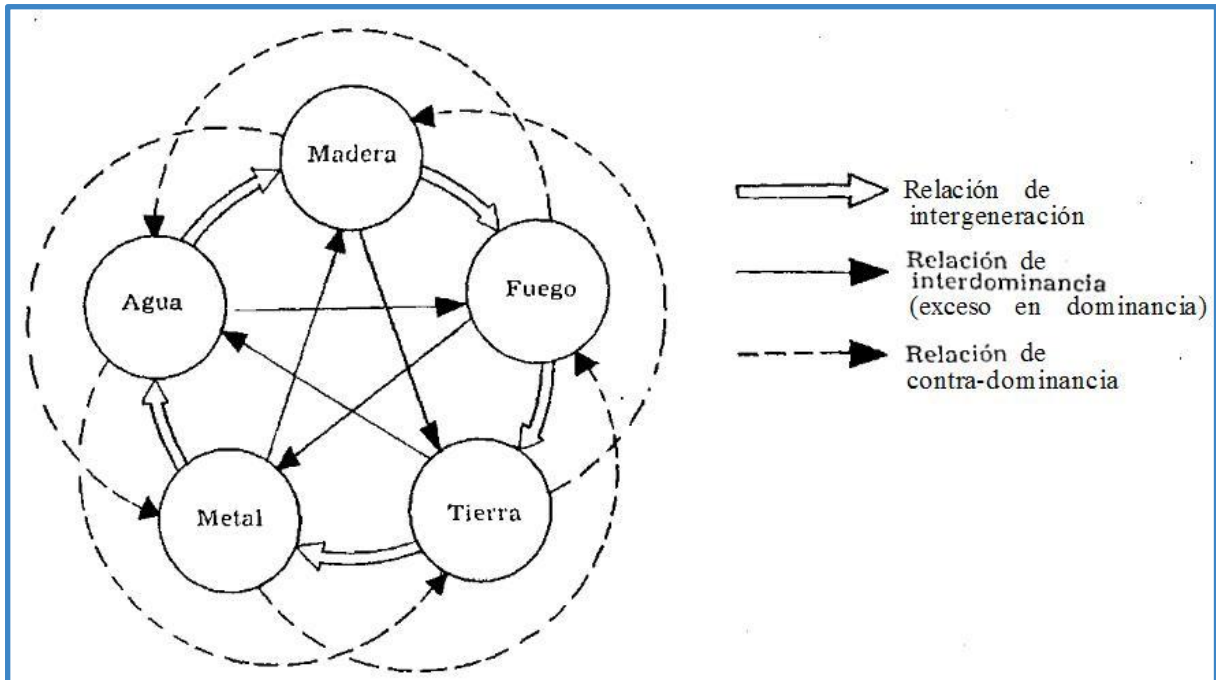 Madera
Fuego
Agua
Metal
Tierra
Relación de
intergeneración
Relación de
interdominancia
(exceso en dominancia)
Relación de
contra-dominancia